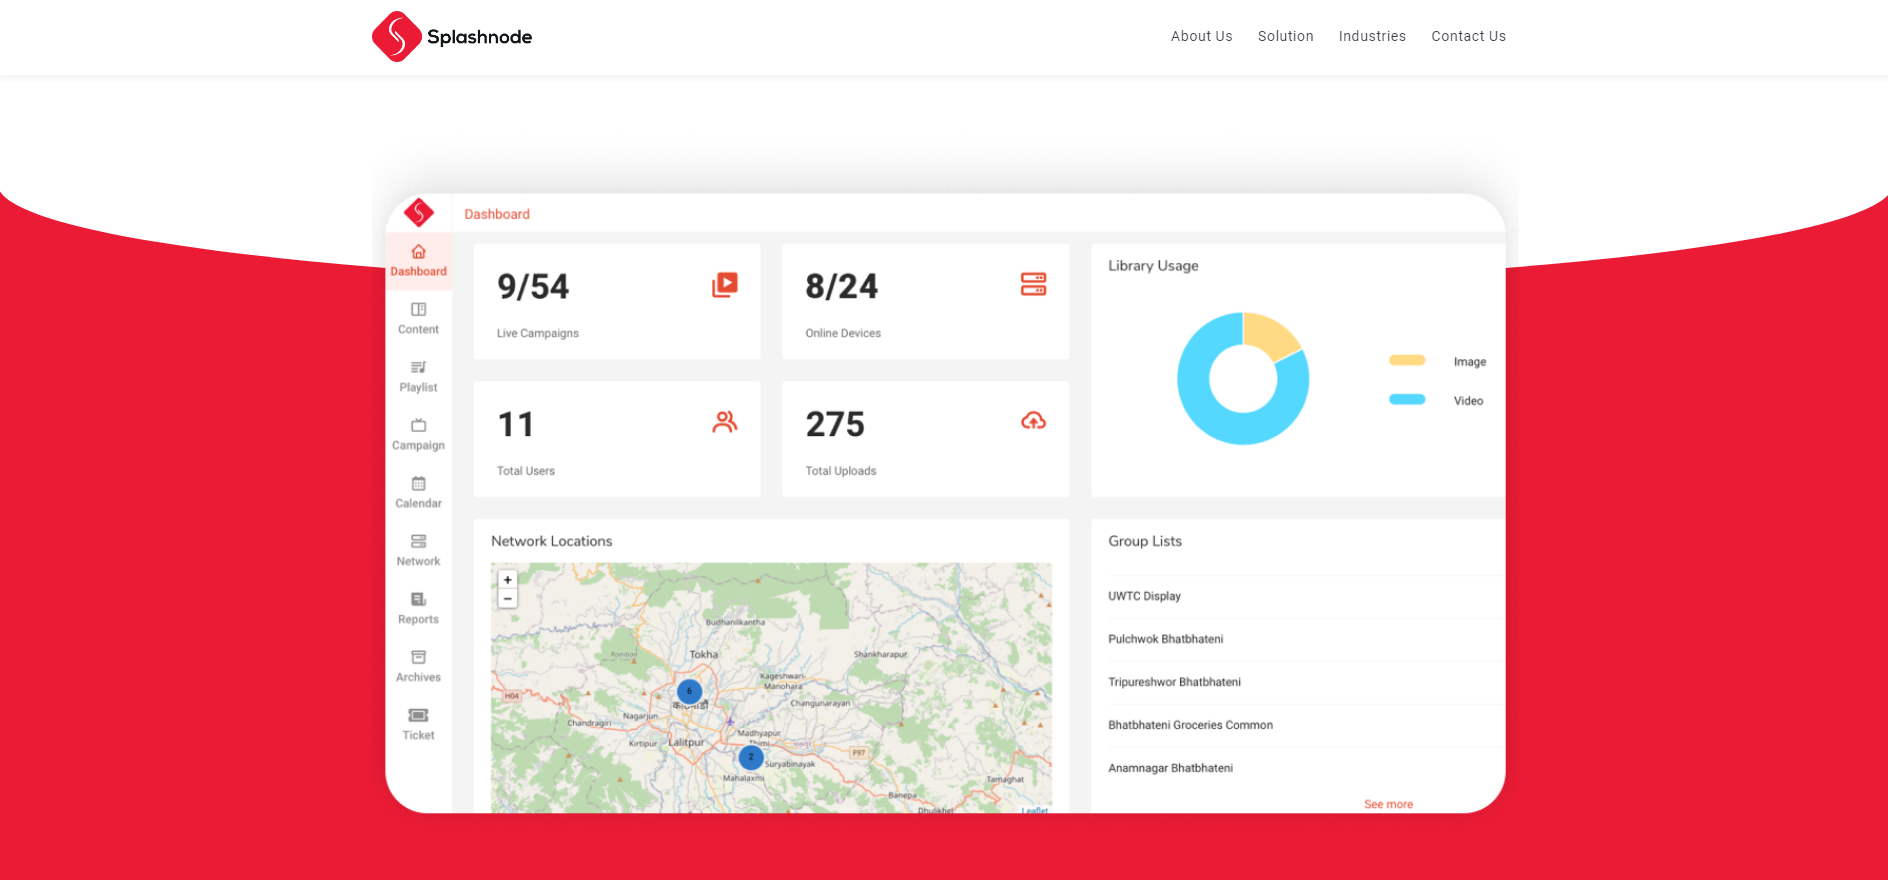 Splashnode
About Us Solution Industries Contact Us
Dashboard
Dashboard
Content
Playlist
Campaign
Calendar
Network
Reports
Archives
Ticket
9/54
Live Campaigns
8/24
Online Devices
11
Total Users
275
Total Uploads
Library Usage
Image
Video
Network Locations
+
−
Budhanilkantha
Tokha
Shankharapur
Kageshwari-
Manohara
6
H04
Changunarayan
Nagarjun
Chandragiri
Kirtipur
Lalitpur
Madhyapur
Thimi
F97
2
Suryabinayak
Mahalaxmi
Tamaghat
Banepa
Dhulikhel
Leaflet
Group Lists
UWTC Display
Pulchwok Bhatbhateni
Tripureshwor Bhatbhateni
Bhatbhateni Groceries Common
Anamnagar Bhatbhateni
See more